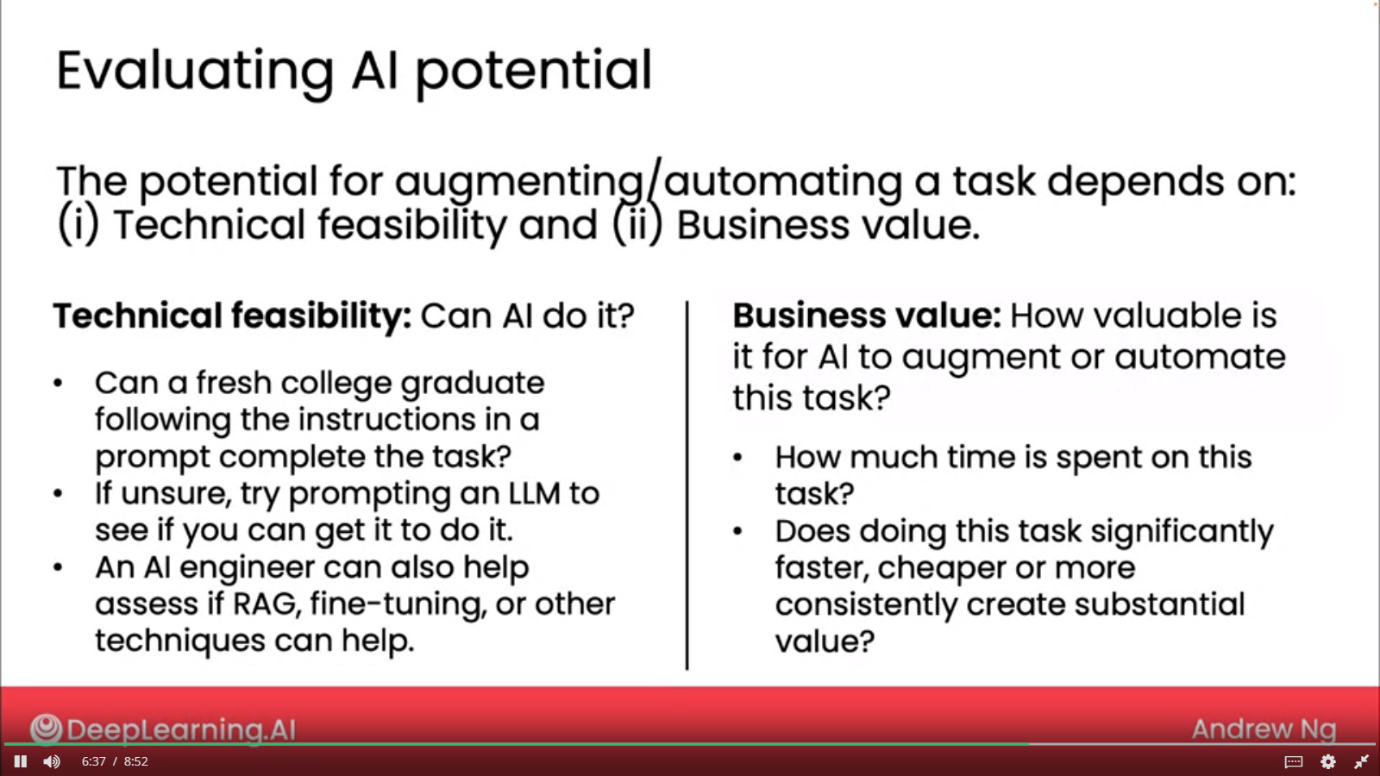 Evaluating AI potential
The potential for augmenting/automating a task depends on:
(i) Technical feasibility and (ii) Business value.
Technical feasibility: Can AI do it?
• Can a fresh college graduate
following the instructions in a
prompt complete the task?
• If unsure, try prompting an LLM to
see if you can get it to do it.
• An AI engineer can also help
assess if RAG, fine-tuning, or other
techniques can help.
Business value: How valuable is
it for AI to augment or automate
this task?
• How much time is spent on this
task?
• Does doing this task significantly
faster, cheaper or more
consistently create substantial
value?
DeepLearning.AI
Andrew Ng
6:37 / 8:52